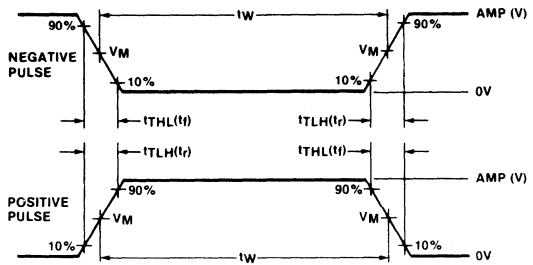 90%
tW
90%
AMP (V)
NEGATIVE
PULSE
VM
VM
10%
10%
0V
tTHL(tf)
tTLH(tr)
tTLH(tr)
tTHL(tf)
AMP (V)
POSITIVE
PULSE
90%
90%
VM
VM
10%
10%
tW
0V